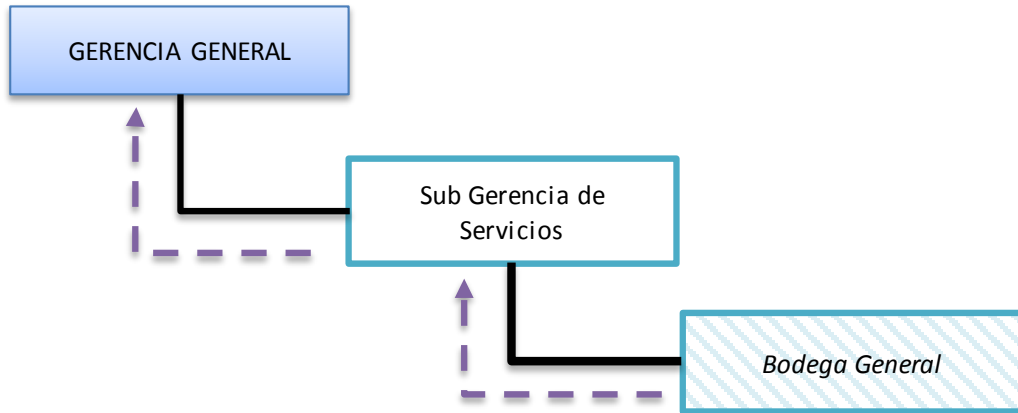 GERENCIA GENERAL
Sub Gerencia de
Servicios
Bodega General